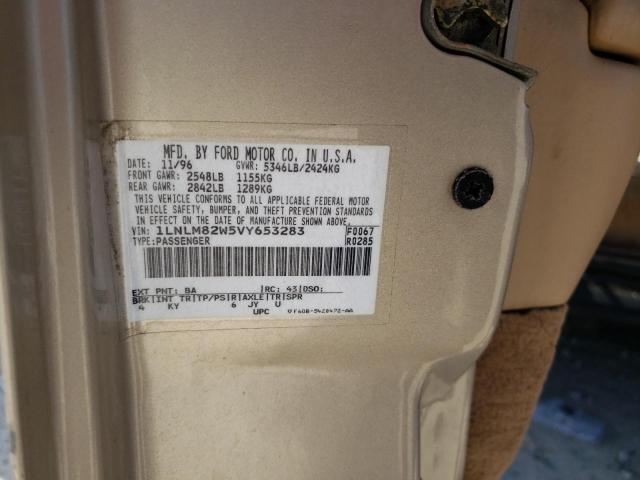 MFD. BY FORD MOTOR CO. IN U.S.A.
DATE: 11/96 GVWR: 5346LB/2424KG
FRONT GAWR: 2548LB 1155KG
REAR GAWR: 2842LB 1289KG
THIS VEHICLE CONFORMS TO ALL APPLICABLE FEDERAL MOTOR
VEHICLE SAFETY, BUMPER, AND THEFT PREVENTION STANDARDS
IN EFFECT ON THE DATE OF MANUFACTURE SHOWN ABOVE.
VIN: 1LNLM82W5VY653283 F0067
TYPE:PASSENGER R0285
EXT PNT: BA |RC: 43|DSO:
BRK|INT TR|TP/PS|R|AXLE|TR|SPR
4 KY 6 JY U
UPC